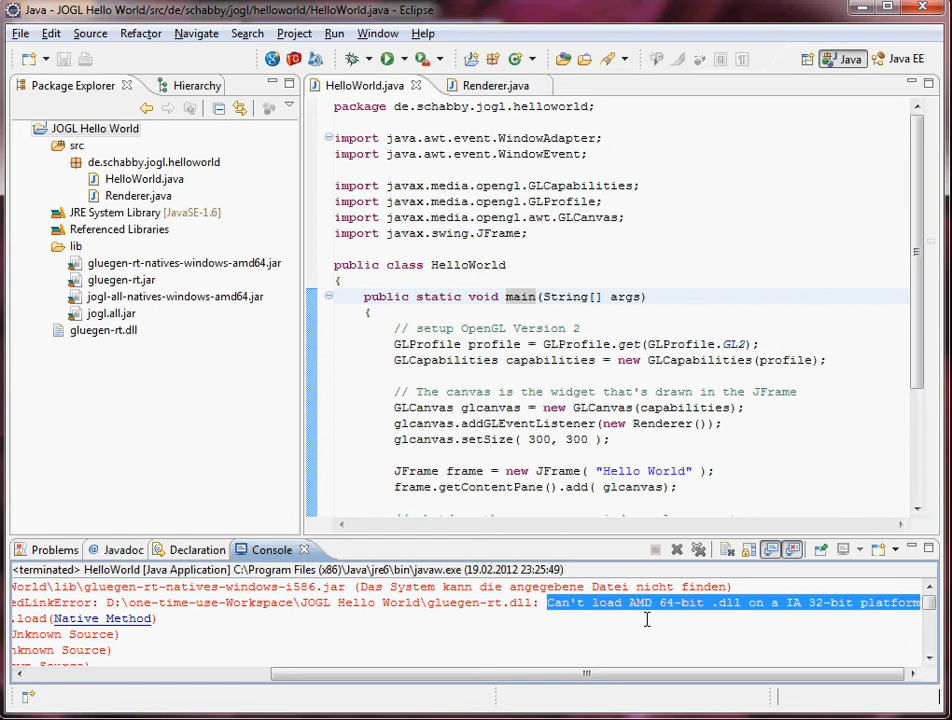 Java - JOGL Hello World/src/de/schabby/jogl/helloworld/HelloWorld.java - Eclipse
File Edit Source Refactor Navigate Search Project Run Window Help
Java Java EE
Package Explorer Hierarchy
JOGL Hello World
src
de.schabby.jogl.helloworld
HelloWorld.java
Renderer.java
JRE System Library [JavaSE-1.6]
Referenced Libraries
lib
gluegen-rt-natives-windows-amd64.jar
gluegen-rt.jar
jogl-all-natives-windows-amd64.jar
jogl.all.jar
gluegen-rt.dll
HelloWorld.java Renderer.java
package de.schabby.jogl.helloworld;
import java.awt.event.WindowAdapter;
import java.awt.event.WindowEvent;
import javax.media.opengl.GLCapabilities;
import javax.media.opengl.GLProfile;
import javax.media.opengl.awt.GLCanvas;
import javax.swing.JFrame;
public class HelloWorld
{
public static void main(String[] args)
{
// setup OpenGL Version 2
GLProfile profile = GLProfile.get(GLProfile.GL2);
GLCapabilities capabilities = new GLCapabilities(profile);
// The canvas is the widget that's drawn in the JFrame
GLCanvas glcanvas = new GLCanvas(capabilities);
glcanvas.addGLEventListener(new Renderer());
glcanvas.setSize( 300, 300 );
JFrame frame = new JFrame( "Hello World" );
frame.getContentPane().add( glcanvas);
Problems Javadoc Declaration Console
<terminated> HelloWorld [Java Application] C:\Program Files (x86)\Java\jre6\bin\javaw.exe (19.02.2012 23:25:49)
World\lib\gluegen-rt-natives-windows-i586.jar (Das System kann die angegebene Datei nicht finden)
edLinkError: D:\one-time-use-Workspace\JOGL Hello World\gluegen-rt.dll: Can't load AMD 64-bit .dll on a IA 32-bit platform
.load(Native Method)
Unknown Source)
nknown Source)